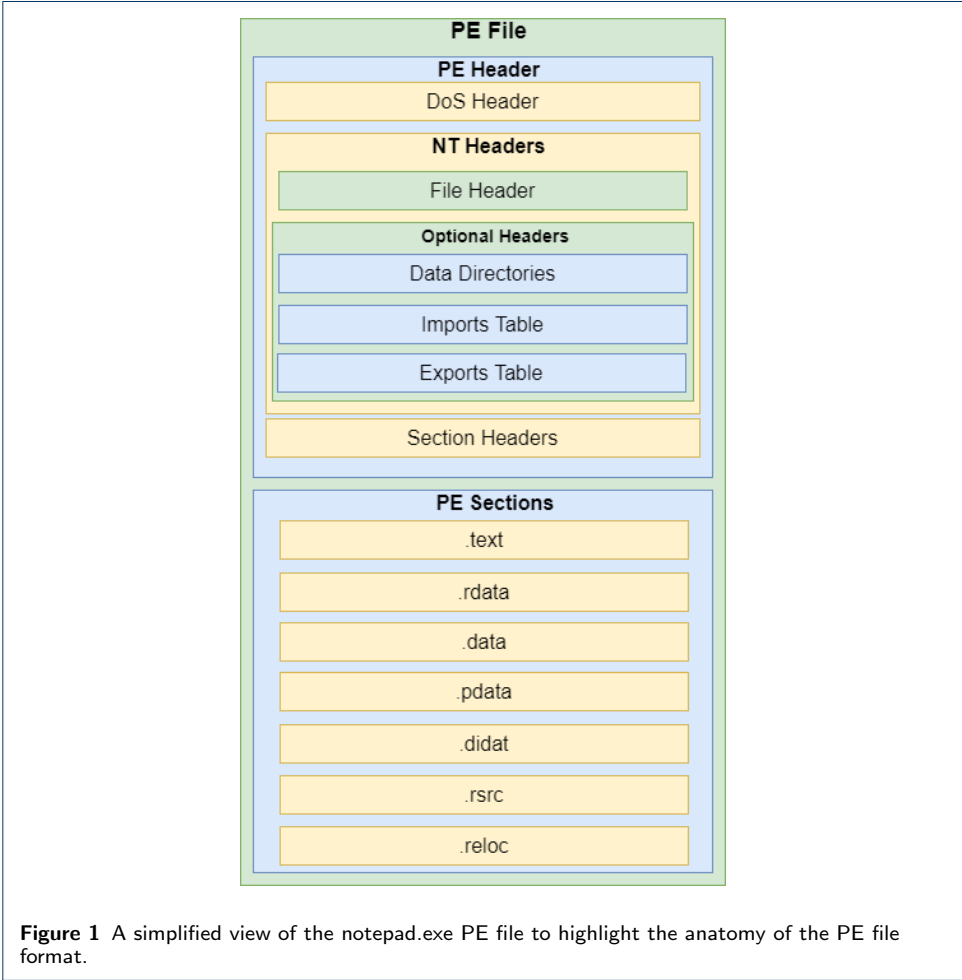 PE File
PE Header
DoS Header
NT Headers
File Header
Optional Headers
Data Directories
Imports Table
Exports Table
Section Headers
PE Sections
.text
.rdata
.data
.pdata
.didat
.rsrc
.reloc
Figure 1 A simplified view of the notepad.exe PE file to highlight the anatomy of the PE file
format.